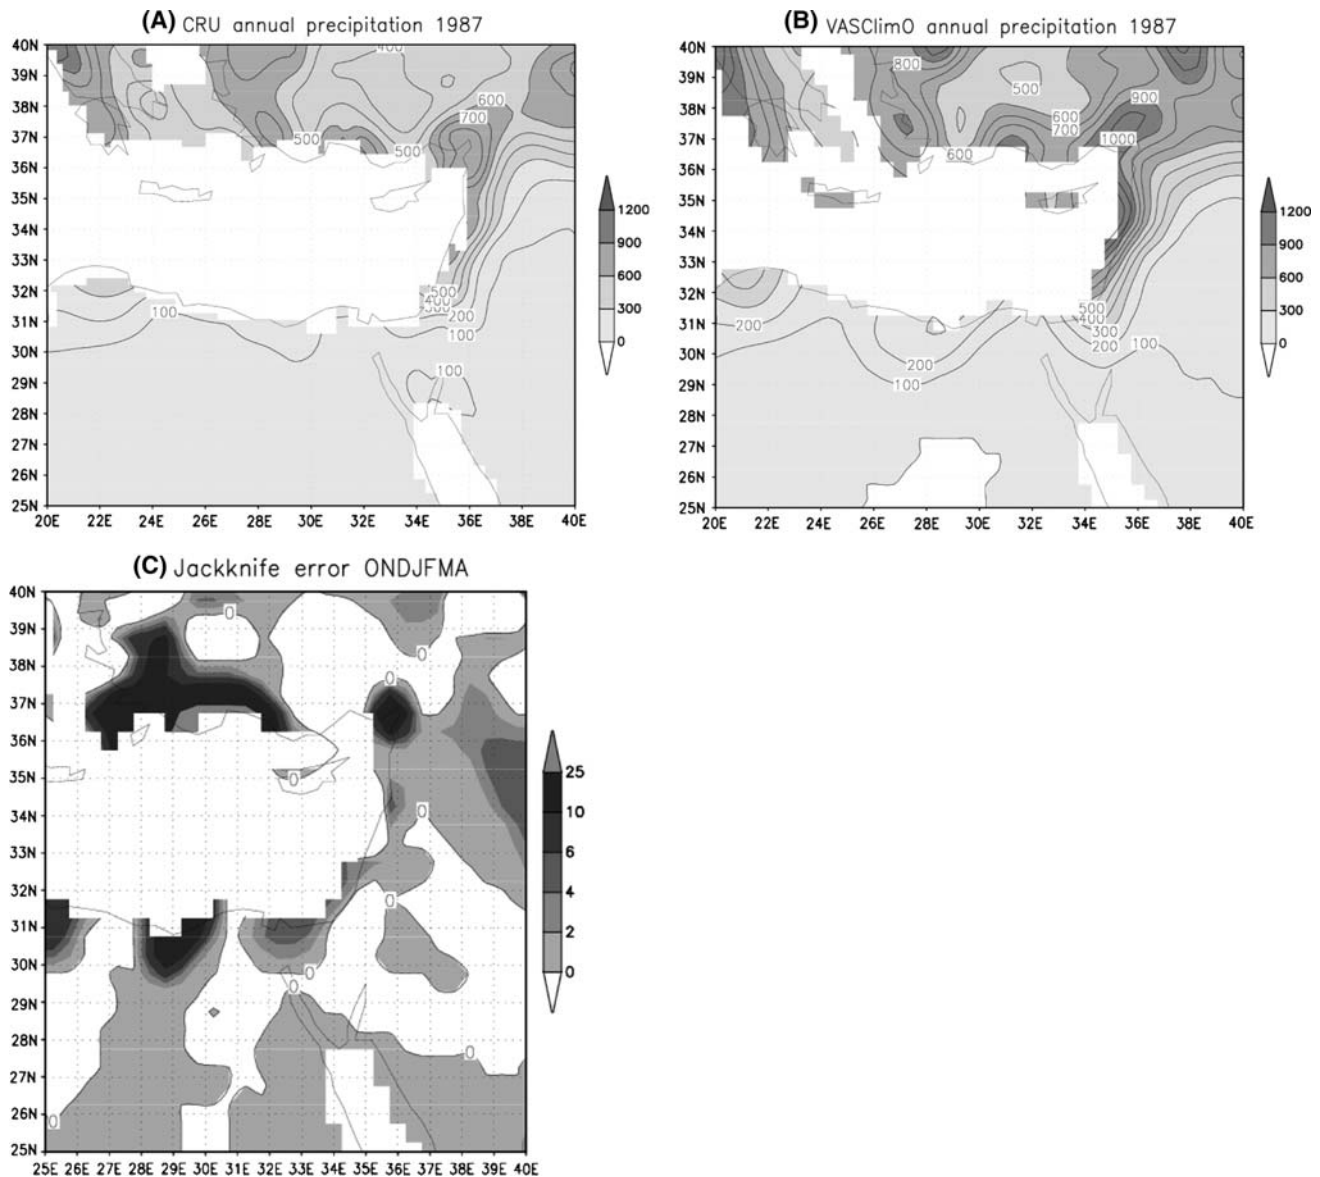 (A) CRU annual precipitation 1987
40N
39N
38N
37N
36N
35N
34N
33N
32N
31N
30N
29N
28N
27N
26N
25N
20E 22E 24E 26E 28E 30E 32E 34E 36E 38E 40E
400
600
700
500
500
500
400
300
200
100
100
100
1200
900
600
300
0
(B) VASClimO annual precipitation 1987
40N
39N
38N
37N
36N
35N
34N
33N
32N
31N
30N
29N
28N
27N
26N
25N
20E 22E 24E 26E 28E 30E 32E 34E 36E 38E 40E
800
500
900
600
700
1000
600
500
400
300
200
200
100
200
100
1200
900
600
300
0
(C) Jackknife error ONDJFMA
40N
39N
38N
37N
36N
35N
34N
33N
32N
31N
30N
29N
28N
27N
26N
25N
25E 26E 27E 28E 29E 30E 31E 32E 33E 34E 35E 36E 37E 38E 39E 40E
0
0
0
0
0
0
0
0
0
0
25
10
6
4
2
0